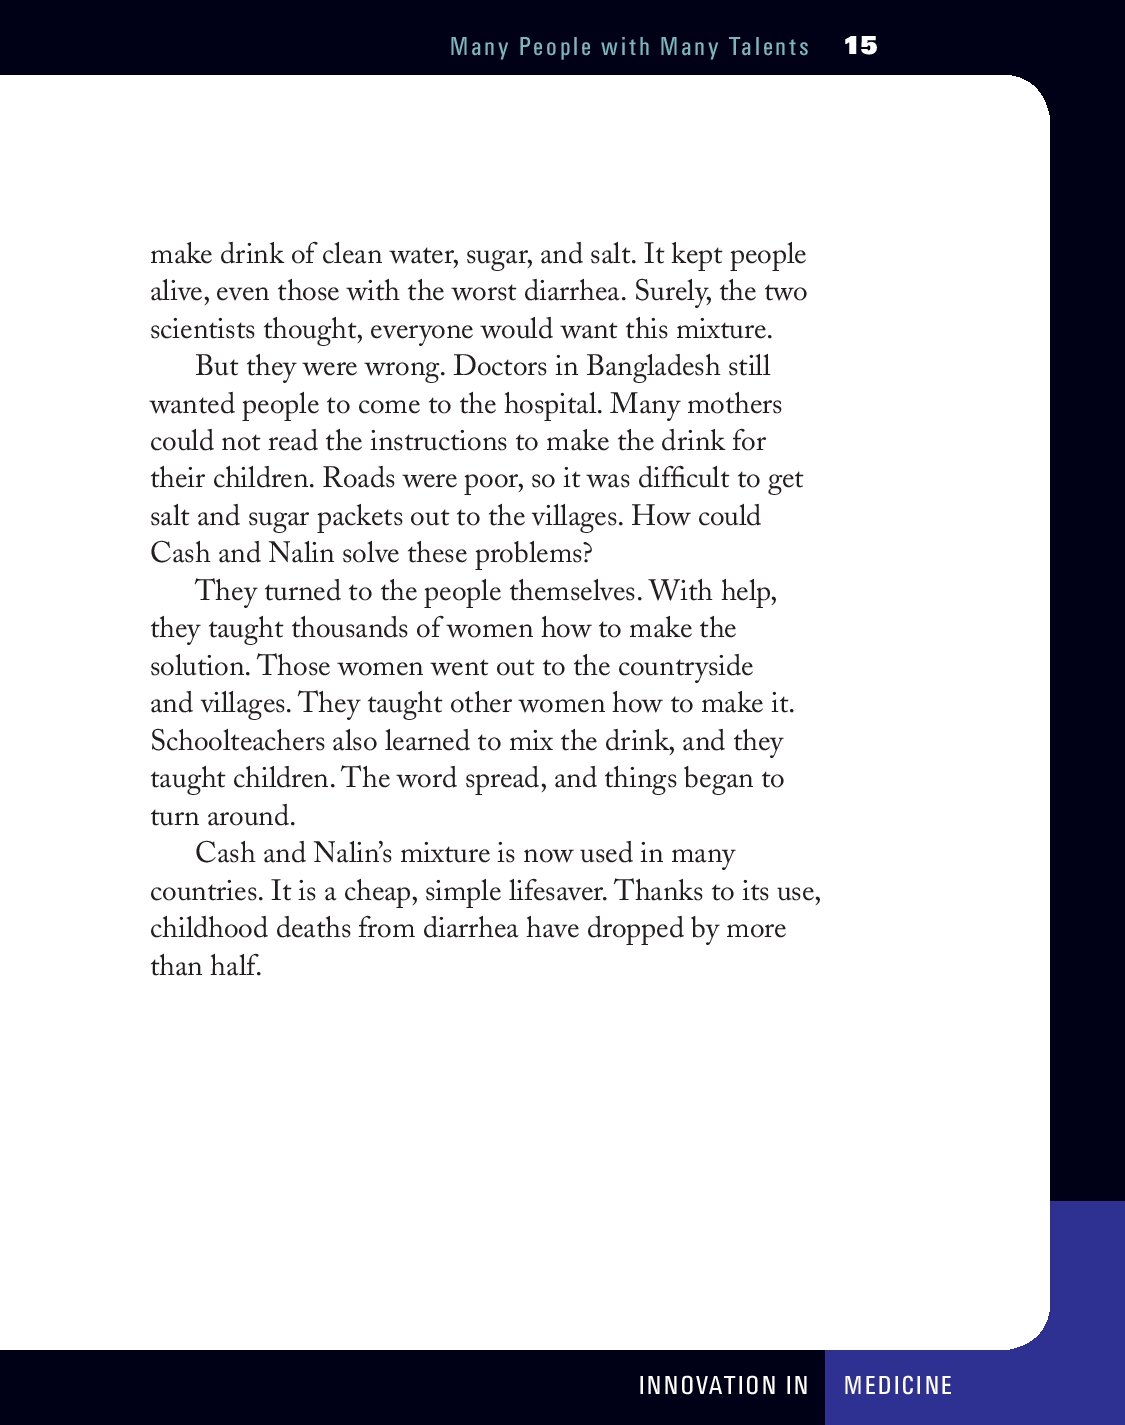 Many People with Many Talents 15
make drink of clean water, sugar, and salt. It kept people
alive, even those with the worst diarrhea. Surely, the two
scientists thought, everyone would want this mixture.
But they were wrong. Doctors in Bangladesh still
wanted people to come to the hospital. Many mothers
could not read the instructions to make the drink for
their children. Roads were poor, so it was difficult to get
salt and sugar packets out to the villages. How could
Cash and Nalin solve these problems?
They turned to the people themselves. With help,
they taught thousands of women how to make the
solution. Those women went out to the countryside
and villages. They taught other women how to make it.
Schoolteachers also learned to mix the drink, and they
taught children. The word spread, and things began to
turn around.
Cash and Nalin’s mixture is now used in many
countries. It is a cheap, simple lifesaver. Thanks to its use,
childhood deaths from diarrhea have dropped by more
than half.
INNOVATION IN MEDICINE